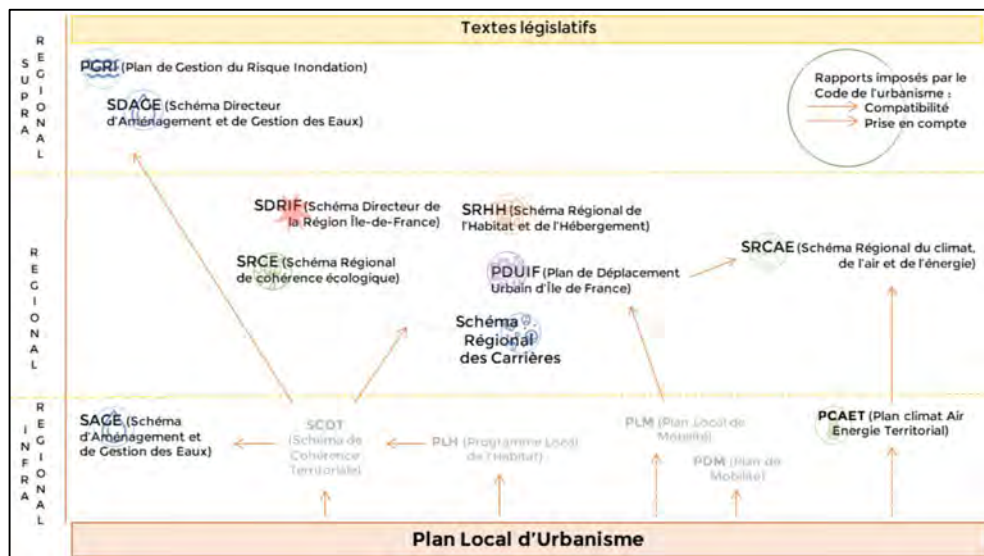 Textes législatifs
SUPRA REGIONAL
PGRI (Plan de Gestion du Risque Inondation)
SDAGE (Schéma Directeur
d'Aménagement et de Gestion des Eaux)
Rapports imposés par le
Code de l'urbanisme :
Compatibilité
Prise en compte
REGIONAL
SDRIF (Schéma Directeur de
la Région Île-de-France)
SRHH (Schéma Régional de
l'Habitat et de l'Hébergement)
SRCE (Schéma Régional
de cohérence écologique)
PDUIF (Plan de Déplacement
Urbain d'Île de France)
SRCAE (Schéma Régional du climat,
de l'air et de l'énergie)
Schéma
Régional
des Carrières
INFRA REGIONAL
SAGE (Schéma
d'Aménagement et
de Gestion des Eaux)
SCOT
(Schéma de
Cohérence
Territoriale)
PLH (Programme Local
de l'Habitat)
PLM (Plan Local de
Mobilité)
PDM (Plan de
Mobilité)
PCAET (Plan climat Air
Energie Territorial)
Plan Local d'Urbanisme